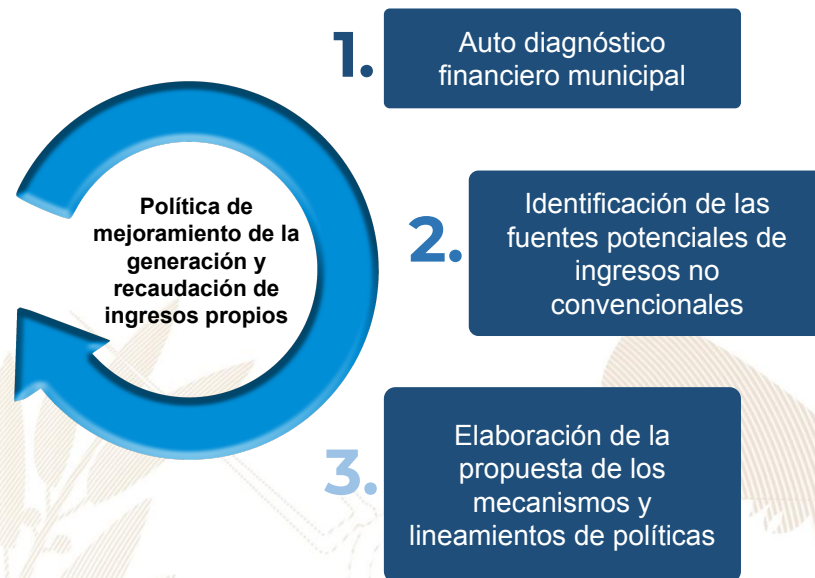 1.
Auto diagnóstico
financiero municipal
Política de
mejoramiento de la
generación y
recaudación de
ingresos propios
2.
Identificación de las
fuentes potenciales de
ingresos no
convencionales
3.
Elaboración de la
propuesta de los
mecanismos y
lineamientos de políticas